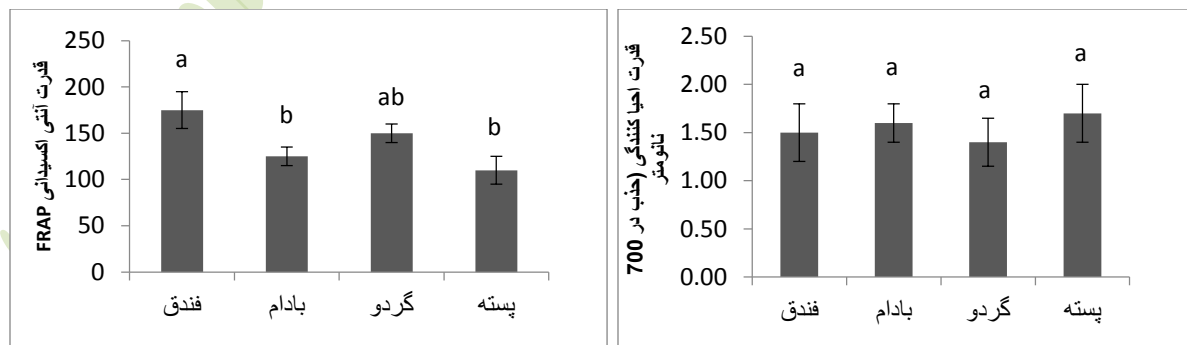 قدرت آنتی اکسیدانی FRAP
250
200
150
100
50
0
a
b
ab
b
فندق
بادام
گردو
پسته
قدرت احیا کنندگی (جذب در 700
نانومتر
2.50
2.00
1.50
1.00
0.50
0.00
a
a
a
a
فندق
بادام
گردو
پسته